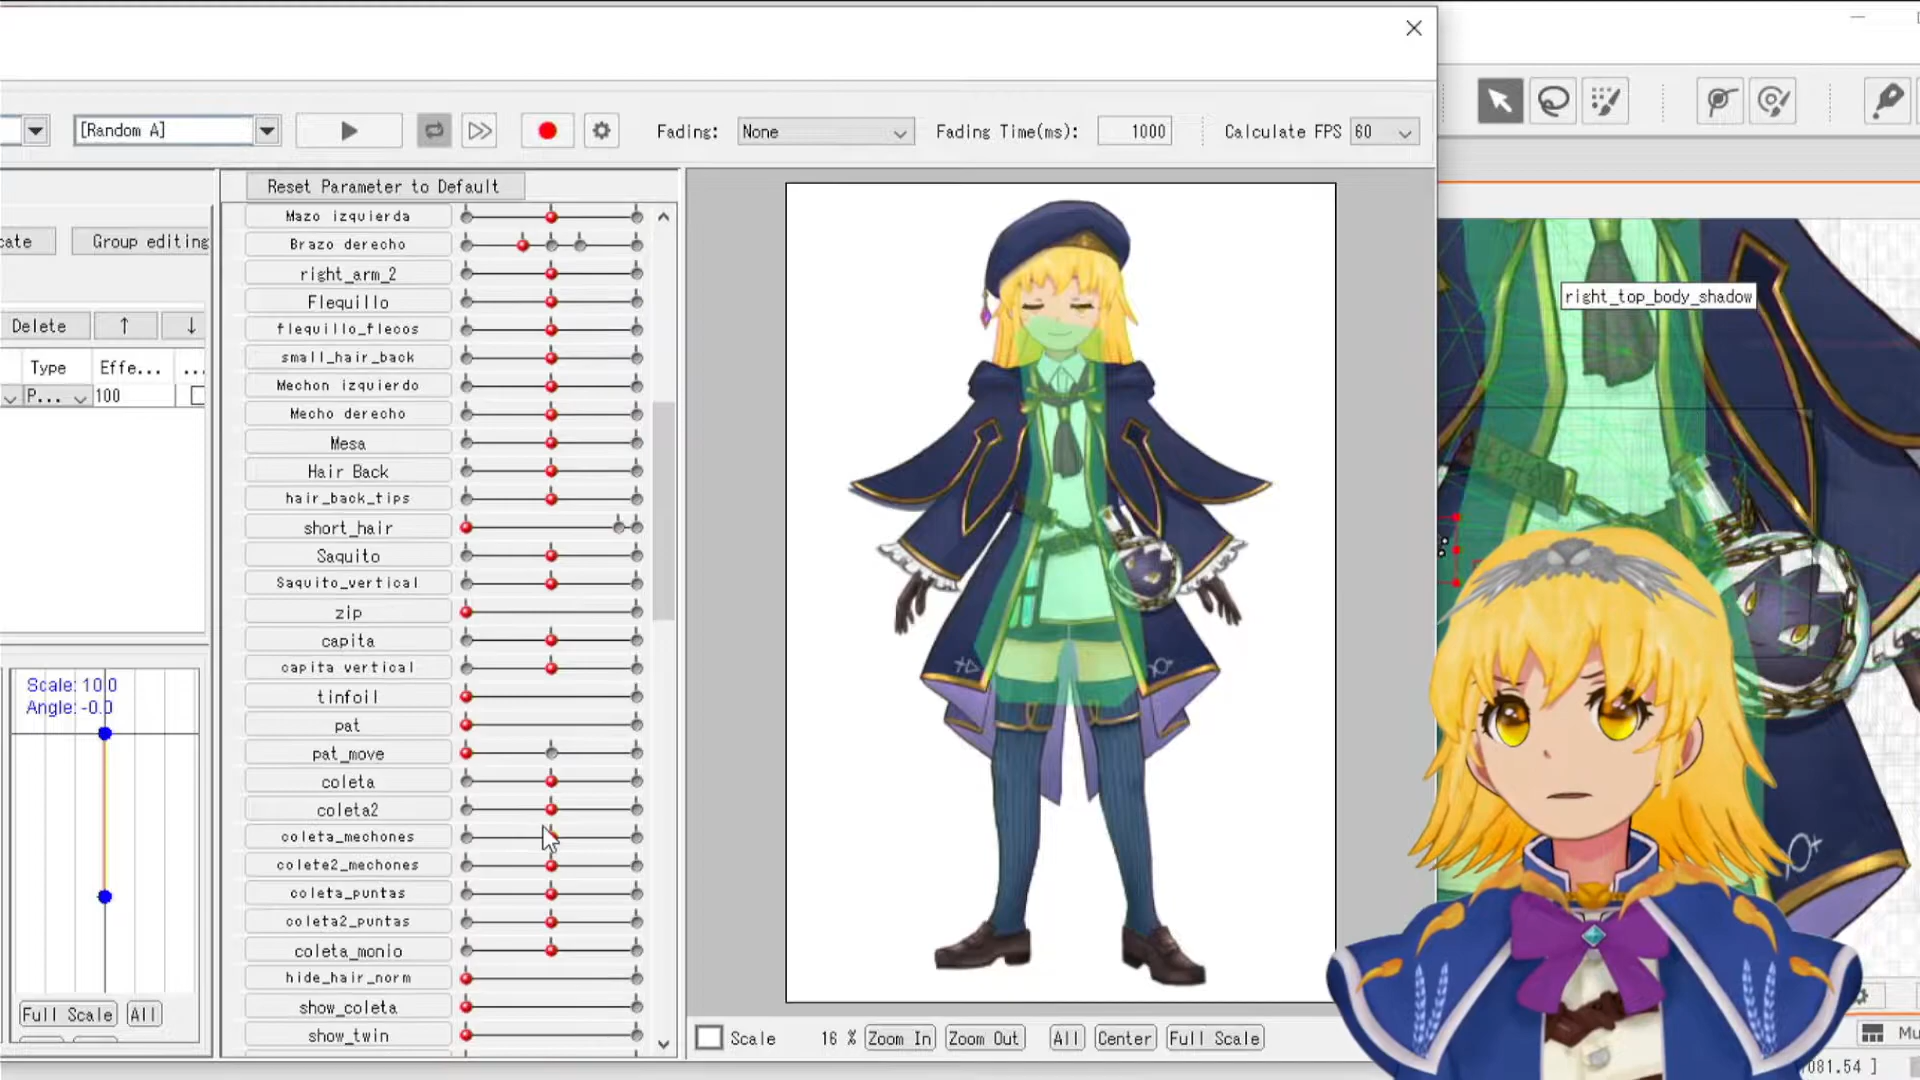 [Random A]
Fading:
None
Fading Time(ms):
1000
Calculate FPS
60
Reset Parameter to Default
Mazo izquierda
Brazo derecho
right_arm_2
Flequillo
flequillo_flecos
small_hair_back
Mechon izquierdo
Mecho derecho
Mesa
Hair Back
hair_back_tips
short_hair
Saquito
Saquito_vertical
zip
capita
capita vertical
tinfoil
pat
pat_move
coleta
coleta2
coleta_mechones
colete2_mechones
coleta_puntas
coleta2_puntas
coleta_monio
hide_hair_norm
show_coleta
show_twin
cate
Group editing
Delete
↑
↓
Type
Effe...
...
P...
100
Scale: 10.0
Angle: -0.0
Full Scale
All
Scale
16 %
Zoom In
Zoom Out
All
Center
Full Scale
right_top_body_shadow
Mu
081.54 ]